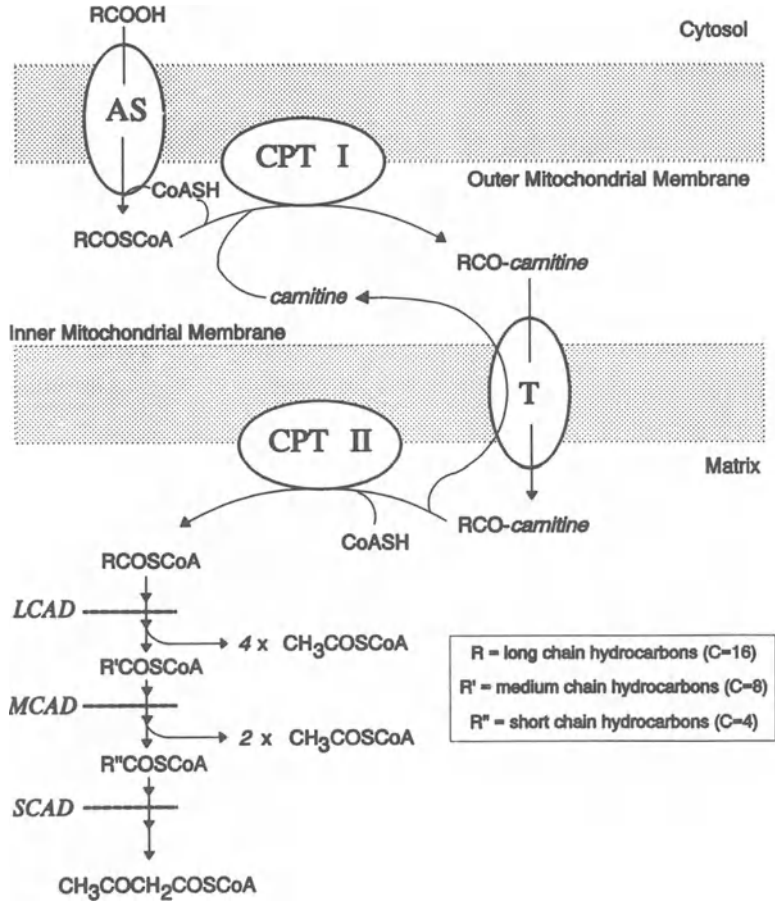 RCOOH
Cytosol
AS
CPT I
Outer Mitochondrial Membrane
CoASH
RCOSCoA
RCO-carnitine
carnitine
Inner Mitochondrial Membrane
T
CPT II
Matrix
RCO-carnitine
CoASH
RCOSCoA
LCAD
4 x CH₃COSCoA
R'COSCoA
R = long chain hydrocarbons (C=16)
R' = medium chain hydrocarbons (C=8)
R" = short chain hydrocarbons (C=4)
MCAD
2 x CH₃COSCoA
R"COSCoA
SCAD
CH₃COCH₂COSCoA